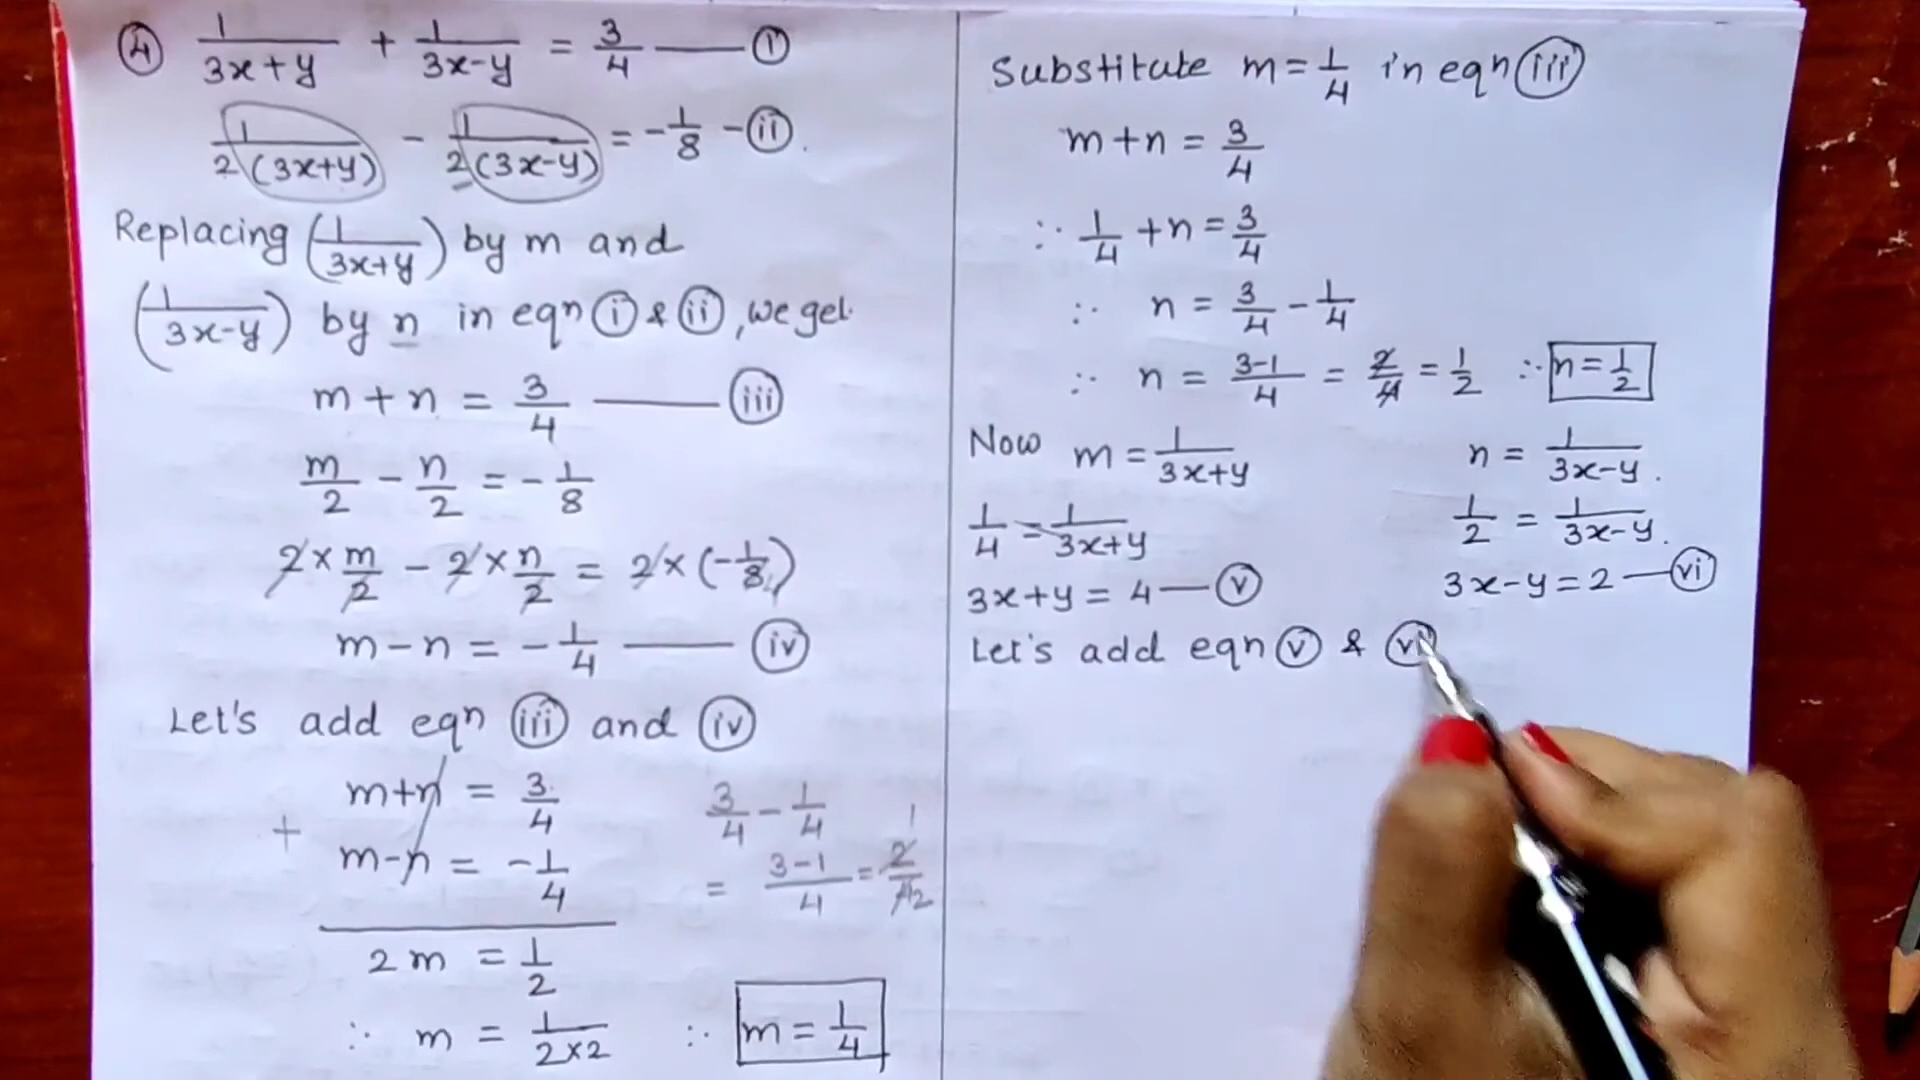 ④ 1/(3x+y) + 1/(3x-y) = 3/4 —— ⓘ
1/2(3x+y) - 1/2(3x-y) = -1/8 - ⓘⓘ.
Replacing (1/(3x+y)) by m and
(1/(3x-y)) by n in eqn ⓘ & ⓘⓘ, we get
m + n = 3/4 —— (iii)
m/2 - n/2 = -1/8
2 × m/2 - 2 × n/2 = 2 × (-1/8)
m - n = -1/4 —— (iv)
Let's add eqn (iii) and (iv)
m+n = 3/4
+
m-n = -1/4
2m = 1/2
∴ m = 1/2×2 ∴ m = 1/4
3/4 - 1/4
= 3-1/4 = 2/4 1 2
Substitute m = 1/4 in eqn (iii)
m+n = 3/4
∴ 1/4 + n = 3/4
∴ n = 3/4 - 1/4
∴ n = 3-1/4 = 2/4 = 1/2 ∴ n = 1/2
Now m = 1/(3x+y)
1/4 = 1/(3x+y)
3x+y = 4 — (v)
n = 1/(3x-y).
1/2 = 1/(3x-y).
3x-y = 2 — (vi)
Let's add eqn (v) & (vi)